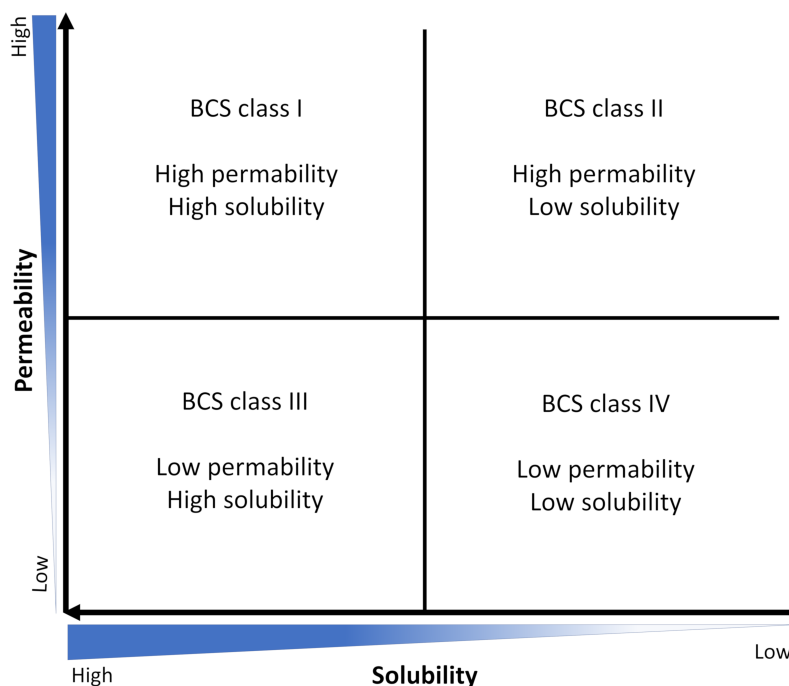 High
BCS class I
High permability
High solubility
BCS class II
High permability
Low solubility
Permeability
BCS class III
Low permability
High solubility
BCS class IV
Low permability
Low solubility
Low
High
Solubility
Low